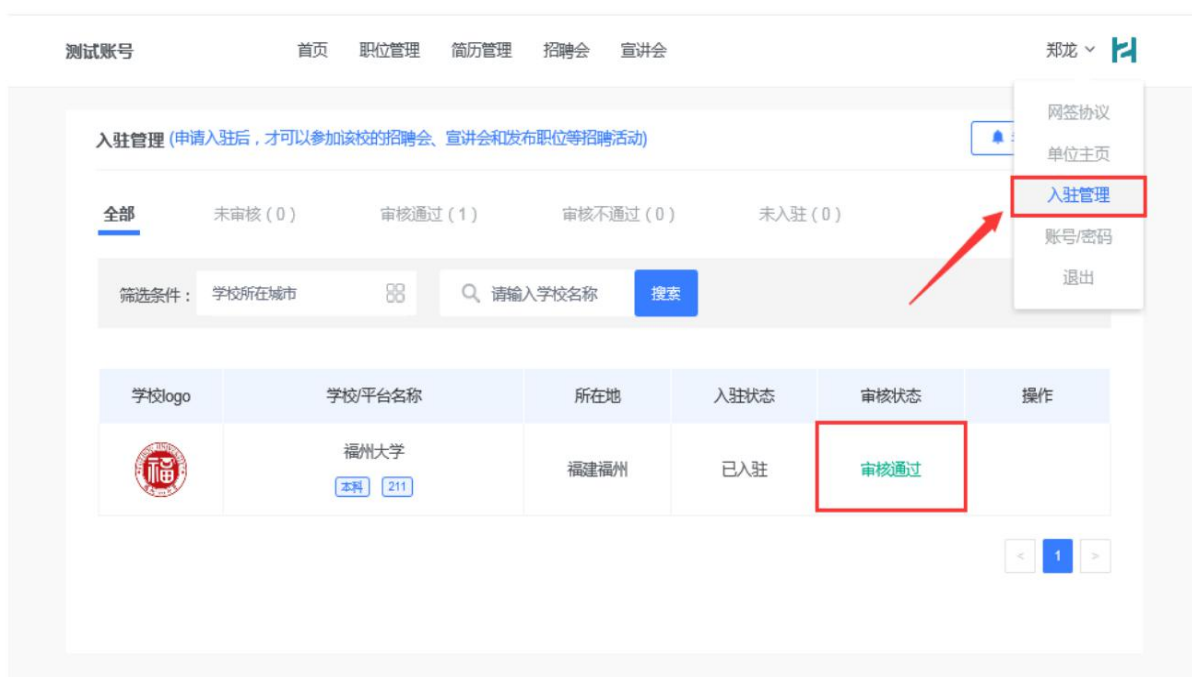 测试账号 首页 职位管理 简历管理 招聘会 宣讲会 郑龙
网签协议
单位主页
入驻管理
账号/密码
退出
入驻管理 (申请入驻后，才可以参加该校的招聘会、宣讲会和发布职位等招聘活动)
全部 未审核 ( 0 ) 审核通过 ( 1 ) 审核不通过 ( 0 ) 未入驻 ( 0 )
筛选条件： 学校所在城市 请输入学校名称 搜索
学校logo 学校/平台名称 所在地 入驻状态 审核状态 操作
福 福州大学 福建福州 已入驻 审核通过
本科 211
< 1 >